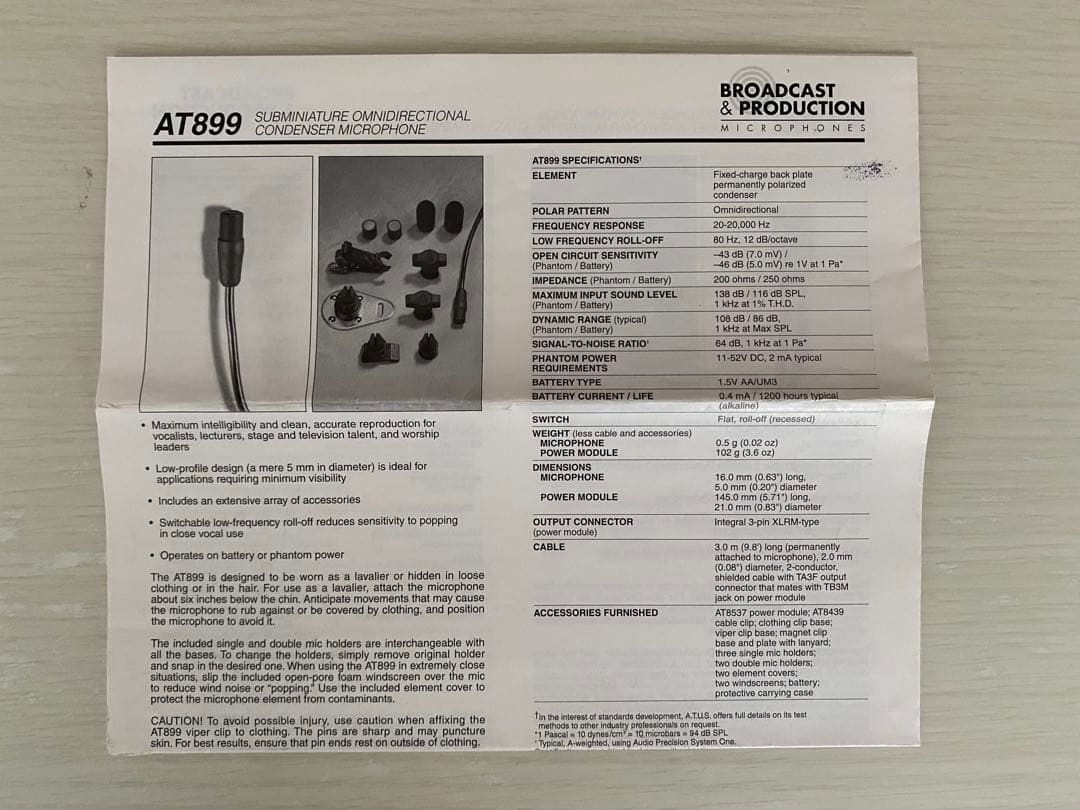 AT899 SUBMINIATURE OMNIDIRECTIONAL
CONDENSER MICROPHONE
BROADCAST
& PRODUCTION
MICROPHONES
• Maximum intelligibility and clean, accurate reproduction for
vocalists, lecturers, stage and television talent, and worship
leaders
• Low-profile design (a mere 5 mm in diameter) is ideal for
applications requiring minimum visibility
• Includes an extensive array of accessories
• Switchable low-frequency roll-off reduces sensitivity to popping
in close vocal use
• Operates on battery or phantom power
The AT899 is designed to be worn as a lavalier or hidden in loose
clothing or in the hair. For use as a lavalier, attach the microphone
about six inches below the chin. Anticipate movements that may cause
the microphone to rub against or be covered by clothing, and position
the microphone to avoid it.
The included single and double mic holders are interchangeable with
all the bases. To change the holders, simply remove original holder
and snap in the desired one. When using the AT899 in extremely close
situations, slip the included open-pore foam windscreen over the mic
to reduce wind noise or “popping.” Use the included element cover to
protect the microphone element from contaminants.
CAUTION! To avoid possible injury, use caution when affixing the
AT899 viper clip to clothing. The pins are sharp and may puncture
skin. For best results, ensure that pin ends rest on outside of clothing.
AT899 SPECIFICATIONS†
ELEMENT Fixed-charge back plate
permanently polarized
condenser
POLAR PATTERN Omnidirectional
FREQUENCY RESPONSE 20-20,000 Hz
LOW FREQUENCY ROLL-OFF 80 Hz, 12 dB/octave
OPEN CIRCUIT SENSITIVITY –43 dB (7.0 mV) /
(Phantom / Battery) –46 dB (5.0 mV) re 1V at 1 Pa*
IMPEDANCE (Phantom / Battery) 200 ohms / 250 ohms
MAXIMUM INPUT SOUND LEVEL 138 dB / 116 dB SPL,
(Phantom / Battery) 1 kHz at 1% T.H.D.
DYNAMIC RANGE (typical) 108 dB / 86 dB,
(Phantom / Battery) 1 kHz at Max SPL
SIGNAL-TO-NOISE RATIO¹ 64 dB, 1 kHz at 1 Pa*
PHANTOM POWER 11-52V DC, 2 mA typical
REQUIREMENTS
BATTERY TYPE 1.5V AA/UM3
BATTERY CURRENT / LIFE 0.4 mA / 1200 hours typical
(alkaline)
SWITCH Flat, roll-off (recessed)
WEIGHT (less cable and accessories)
MICROPHONE 0.5 g (0.02 oz)
POWER MODULE 102 g (3.6 oz)
DIMENSIONS
MICROPHONE 16.0 mm (0.63") long,
5.0 mm (0.20") diameter
POWER MODULE 145.0 mm (5.71") long,
21.0 mm (0.83") diameter
OUTPUT CONNECTOR Integral 3-pin XLRM-type
(power module)
CABLE 3.0 m (9.8') long (permanently
attached to microphone), 2.0 mm
(0.08") diameter, 2-conductor,
shielded cable with TA3F output
connector that mates with TB3M
jack on power module
ACCESSORIES FURNISHED AT8537 power module; AT8439
cable clip; clothing clip base;
viper clip base; magnet clip
base and plate with lanyard;
three single mic holders;
two double mic holders;
two element covers;
two windscreens; battery;
protective carrying case
†In the interest of standards development, A.T.U.S. offers full details on its test
methods to other industry professionals on request.
*1 Pascal = 10 dynes/cm² = 10 microbars = 94 dB SPL
¹Typical, A-weighted, using Audio Precision System One.